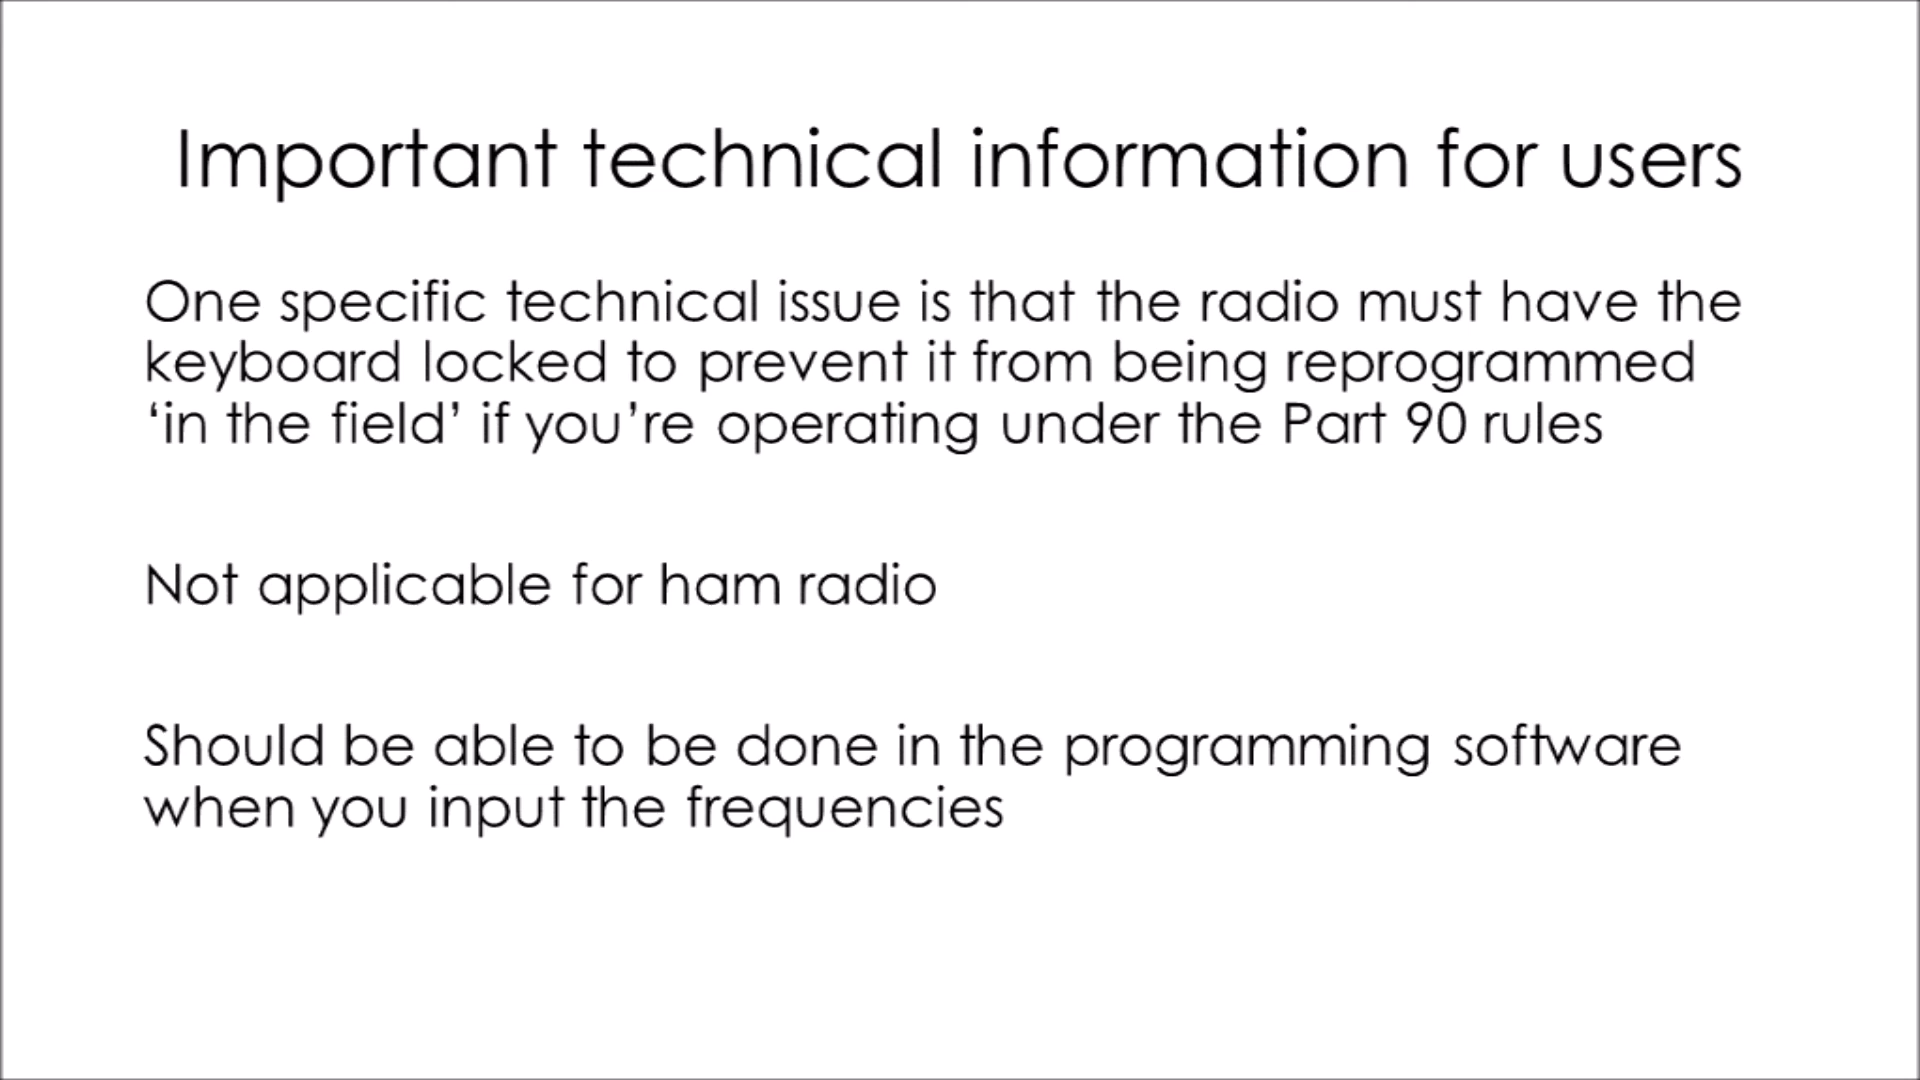 Important technical information for users
One specific technical issue is that the radio must have the
keyboard locked to prevent it from being reprogrammed
‘in the field’ if you’re operating under the Part 90 rules
Not applicable for ham radio
Should be able to be done in the programming software
when you input the frequencies